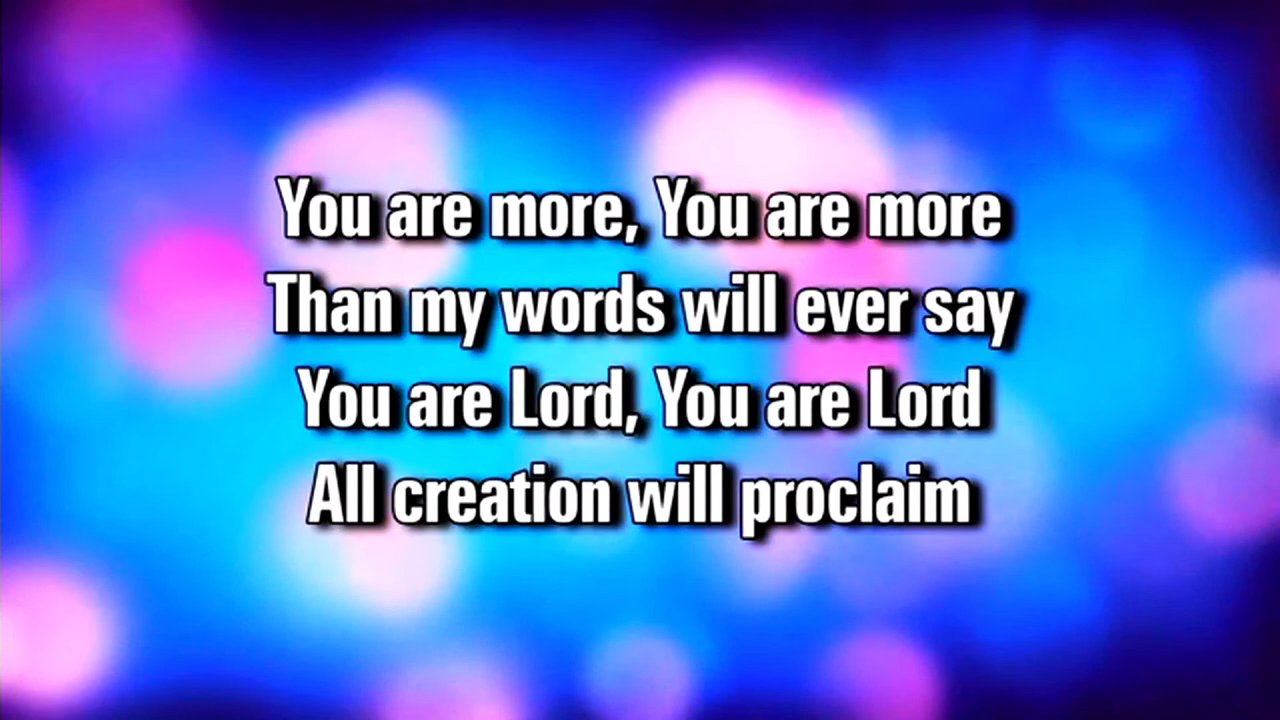 You are more, You are more
Than my words will ever say
You are Lord, You are Lord
All creation will proclaim